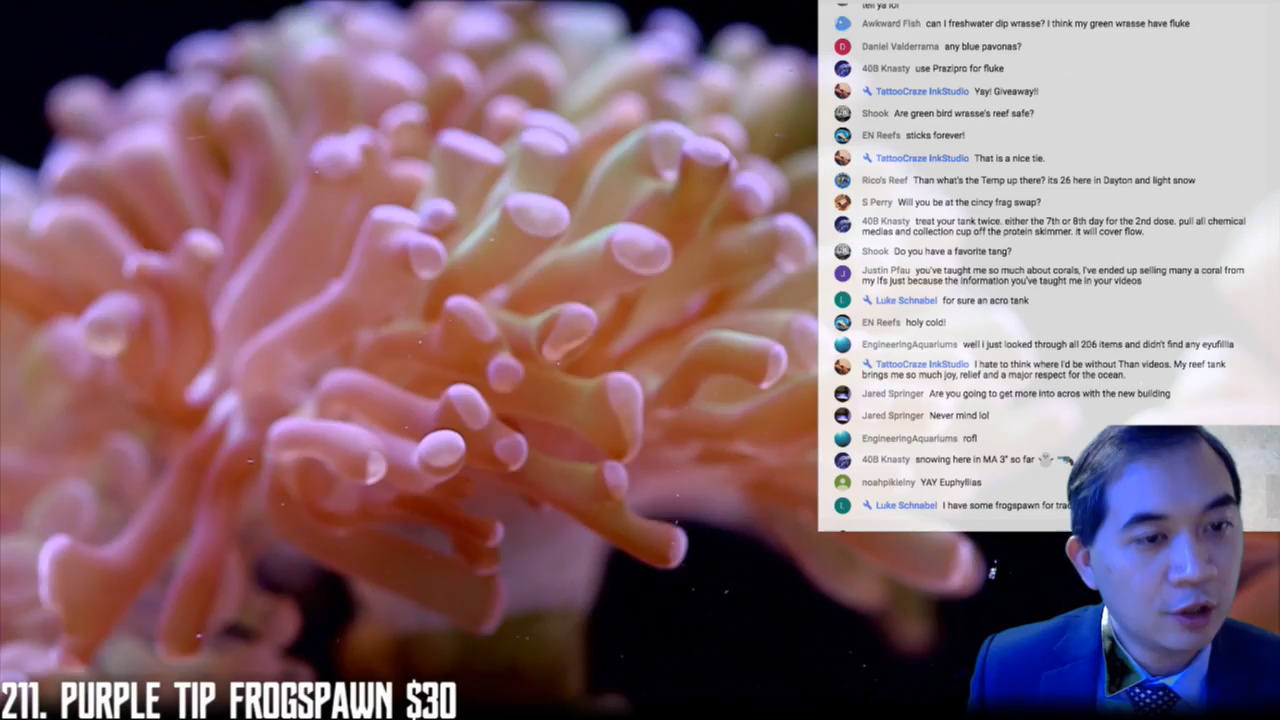 tell ya lol
Awkward Fish can I freshwater dip wrasse? I think my green wrasse have fluke
D Daniel Valderrama any blue pavonas?
40B Knasty use Prazipro for fluke
TattooCraze InkStudio Yay! Giveaway!!
Shook Are green bird wrasse's reef safe?
EN Reefs sticks forever!
TattooCraze InkStudio That is a nice tie.
Rico's Reef Than what's the Temp up there? its 26 here in Dayton and light snow
S Perry Will you be at the cincy frag swap?
40B Knasty treat your tank twice. either the 7th or 8th day for the 2nd dose. pull all chemical
medias and collection cup off the protein skimmer. it will cover flow.
Shook Do you have a favorite tang?
J Justin Pfau you've taught me so much about corals, I've ended up selling many a coral from
my lfs just because the information you've taught me in your videos
L Luke Schnabel for sure an acro tank
EN Reefs holy cold!
EngineeringAquariums well i just looked through all 206 items and didn't find any eyufillia
TattooCraze InkStudio I hate to think where I'd be without Than videos. My reef tank
brings me so much joy, relief and a major respect for the ocean.
Jared Springer Are you going to get more into acros with the new building
Jared Springer Never mind lol
EngineeringAquariums rofl
40B Knasty snowing here in MA 3" so far
noahpikielny YAY Euphyllias
L Luke Schnabel I have some frogspawn for trad
211. PURPLE TIP FROGSPAWN $30